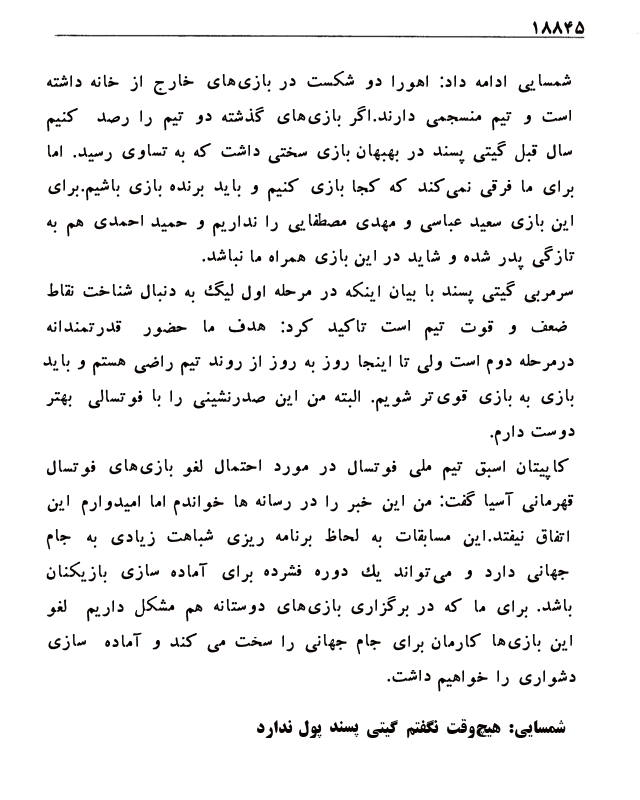 ۱۸۸۴۵
شمسایی ادامه داد: اهورا دو شکست در بازی‌های خارج از خانه داشته
است و تیم منسجمی دارند.اگر بازی‌های گذشته دو تیم را رصد کنیم
سال قبل گیتی پسند در بهبهان بازی سختی داشت که به تساوی رسید. اما
برای ما فرقی نمی‌کند که کجا بازی کنیم و باید برنده بازی باشیم.برای
این بازی سعید عباسی و مهدی مصطفایی را نداریم و حمید احمدی هم به
تازگی پدر شده و شاید در این بازی همراه ما نباشد.
سرمربی گیتی پسند با بیان اینکه در مرحله اول لیگ به دنبال شناخت نقاط
ضعف و قوت تیم است تاکید کرد: هدف ما حضور قدرتمندانه
درمرحله دوم است ولی تا اینجا روز به روز از روند تیم راضی هستم و باید
بازی به بازی قوی‌تر شویم. البته من این صدرنشینی را با فوتسالی بهتر
دوست دارم.
کاپیتان اسبق تیم ملی فوتسال در مورد احتمال لغو بازی‌های فوتسال
قهرمانی آسیا گفت: من این خبر را در رسانه ها خواندم اما امیدوارم این
اتفاق نیفتد.این مسابقات به لحاظ برنامه ریزی شباهت زیادی به جام
جهانی دارد و می‌تواند یك دوره فشرده برای آماده سازی بازیکنان
باشد. برای ما که در برگزاری بازی‌های دوستانه هم مشکل داریم لغو
این بازی‌ها کارمان برای جام جهانی را سخت می کند و آماده سازی
دشواری را خواهیم داشت.
شمسایی: هیچ‌وقت نگفتم گیتی پسند پول ندارد